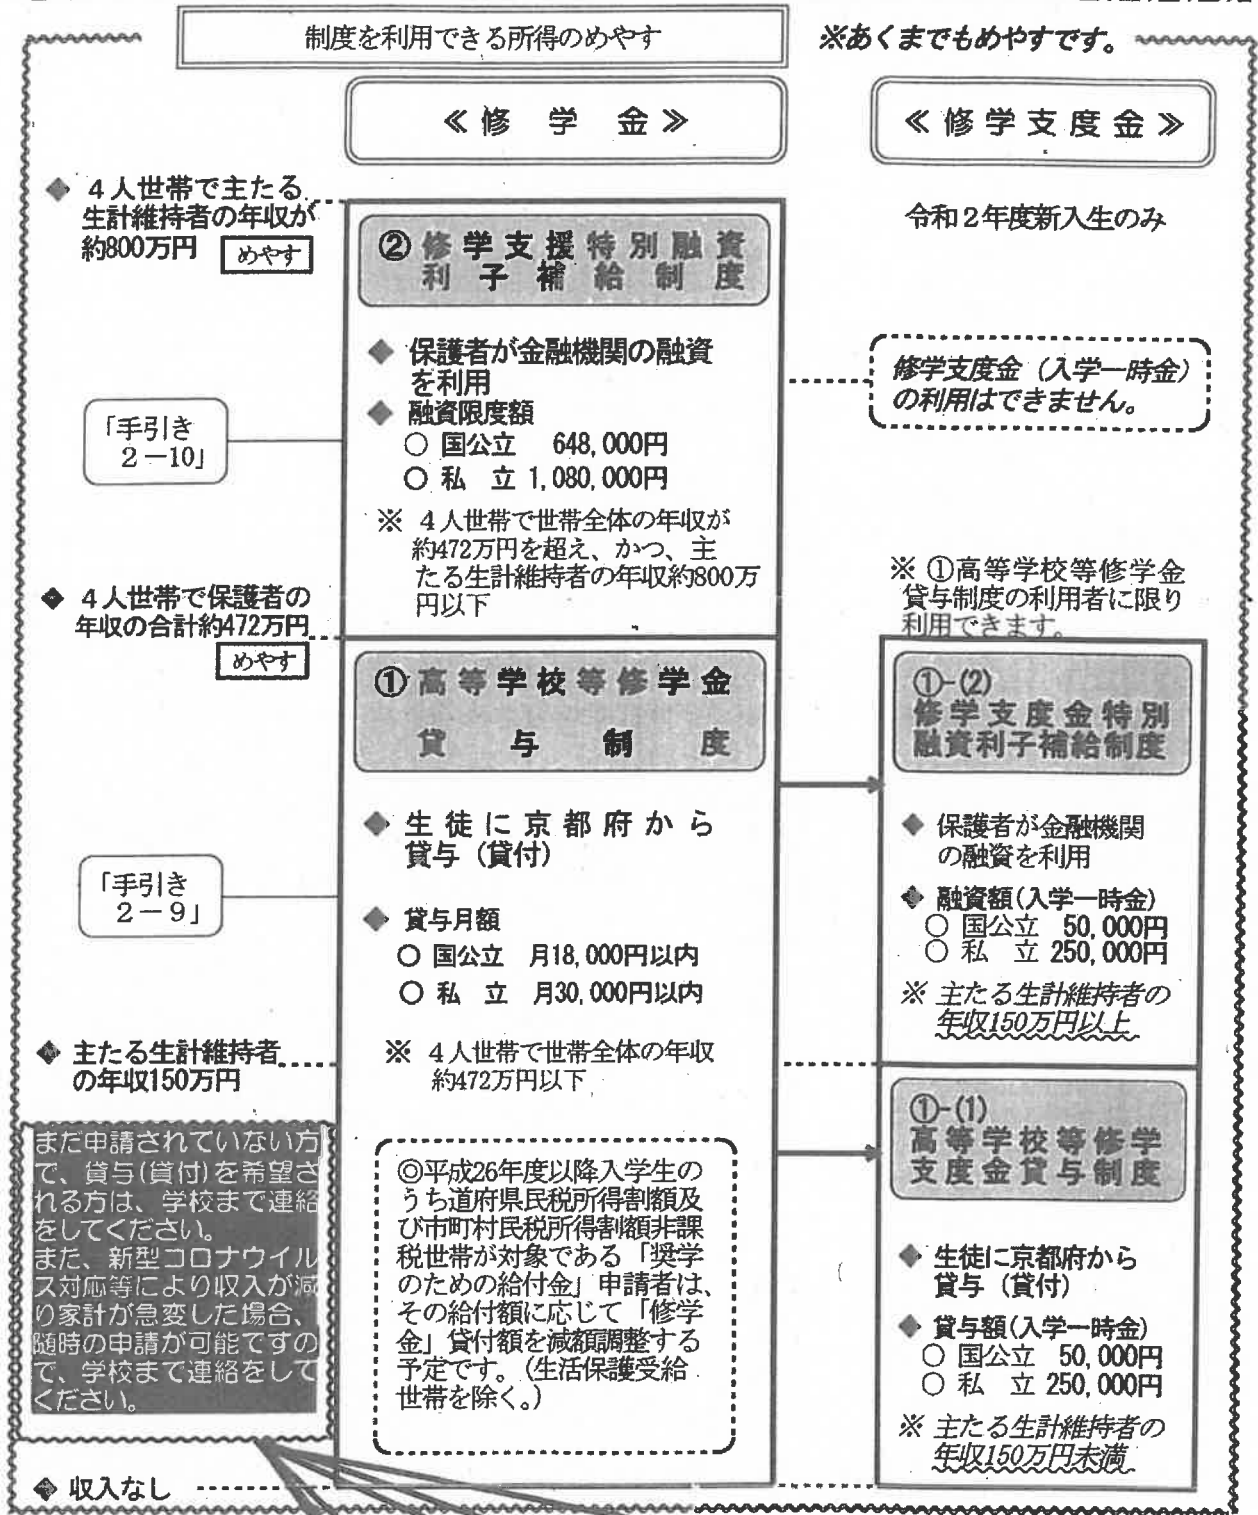 制度を利用できる所得のめやす
※あくまでもめやすです。
≪修 学 金≫
≪修学支度金≫
◆ 4人世帯で主たる
生計維持者の年収が
約800万円 めやす
令和2年度新入生のみ
②修学支援特別融資
利子補給制度
◆ 保護者が金融機関の融資
を利用
◆ 融資限度額
○ 国公立 648,000円
○ 私 立 1,080,000円
※ 4人世帯で世帯全体の年収が
約472万円を超え、かつ、主
たる生計維持者の年収約800万
円以下
「手引き
2-10」
修学支度金（入学一時金）
の利用はできません。
◆ 4人世帯で保護者の
年収の合計約472万円
めやす
※ ①高等学校等修学金
貸与制度の利用者に限り
利用できます。
①高等学校等修学金
貸与制度
◆ 生徒に京都府から
貸与（貸付）
◆ 貸与月額
○ 国公立 月18,000円以内
○ 私 立 月30,000円以内
※ 4人世帯で世帯全体の年収
約472万円以下
「手引き
2-9」
①-(2)
修学支度金特別
融資利子補給制度
◆ 保護者が金融機関
の融資を利用
◆ 融資額(入学一時金)
○ 国公立 50,000円
○ 私 立 250,000円
※ 主たる生計維持者の
年収150万円以上
◆ 主たる生計維持者
の年収150万円
まだ申請されていない方
で、貸与(貸付)を希望さ
れる方は、学校まで連絡
をしてください。
また、新型コロナウイル
ス対応等により収入が減
り家計が急変した場合、
随時の申請が可能ですの
で、学校まで連絡をして
ください。
◎平成26年度以降入学生の
うち道府県民税所得割額及
び市町村民税所得割額非課
税世帯が対象である「奨学
のための給付金」申請者は、
その給付額に応じて「修学
金」貸付額を減額調整する
予定です。（生活保護受給
世帯を除く。）
①-(1)
高等学校等修学
支度金貸与制度
◆ 生徒に京都府から
貸与（貸付）
◆ 貸与額(入学一時金)
○ 国公立 50,000円
○ 私 立 250,000円
※ 主たる生計維持者の
年収150万円未満
◆ 収入なし